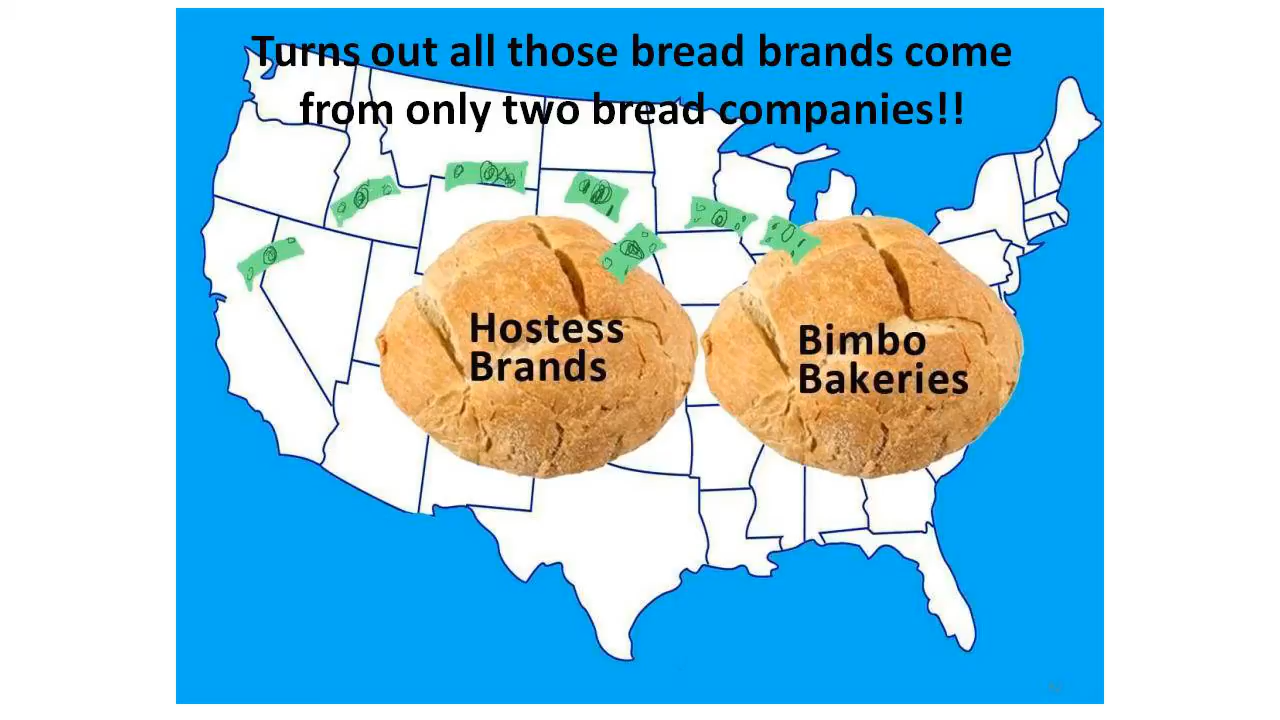 Turns out all those bread brands come
from only two bread companies!!
Hostess
Brands
Bimbo
Bakeries